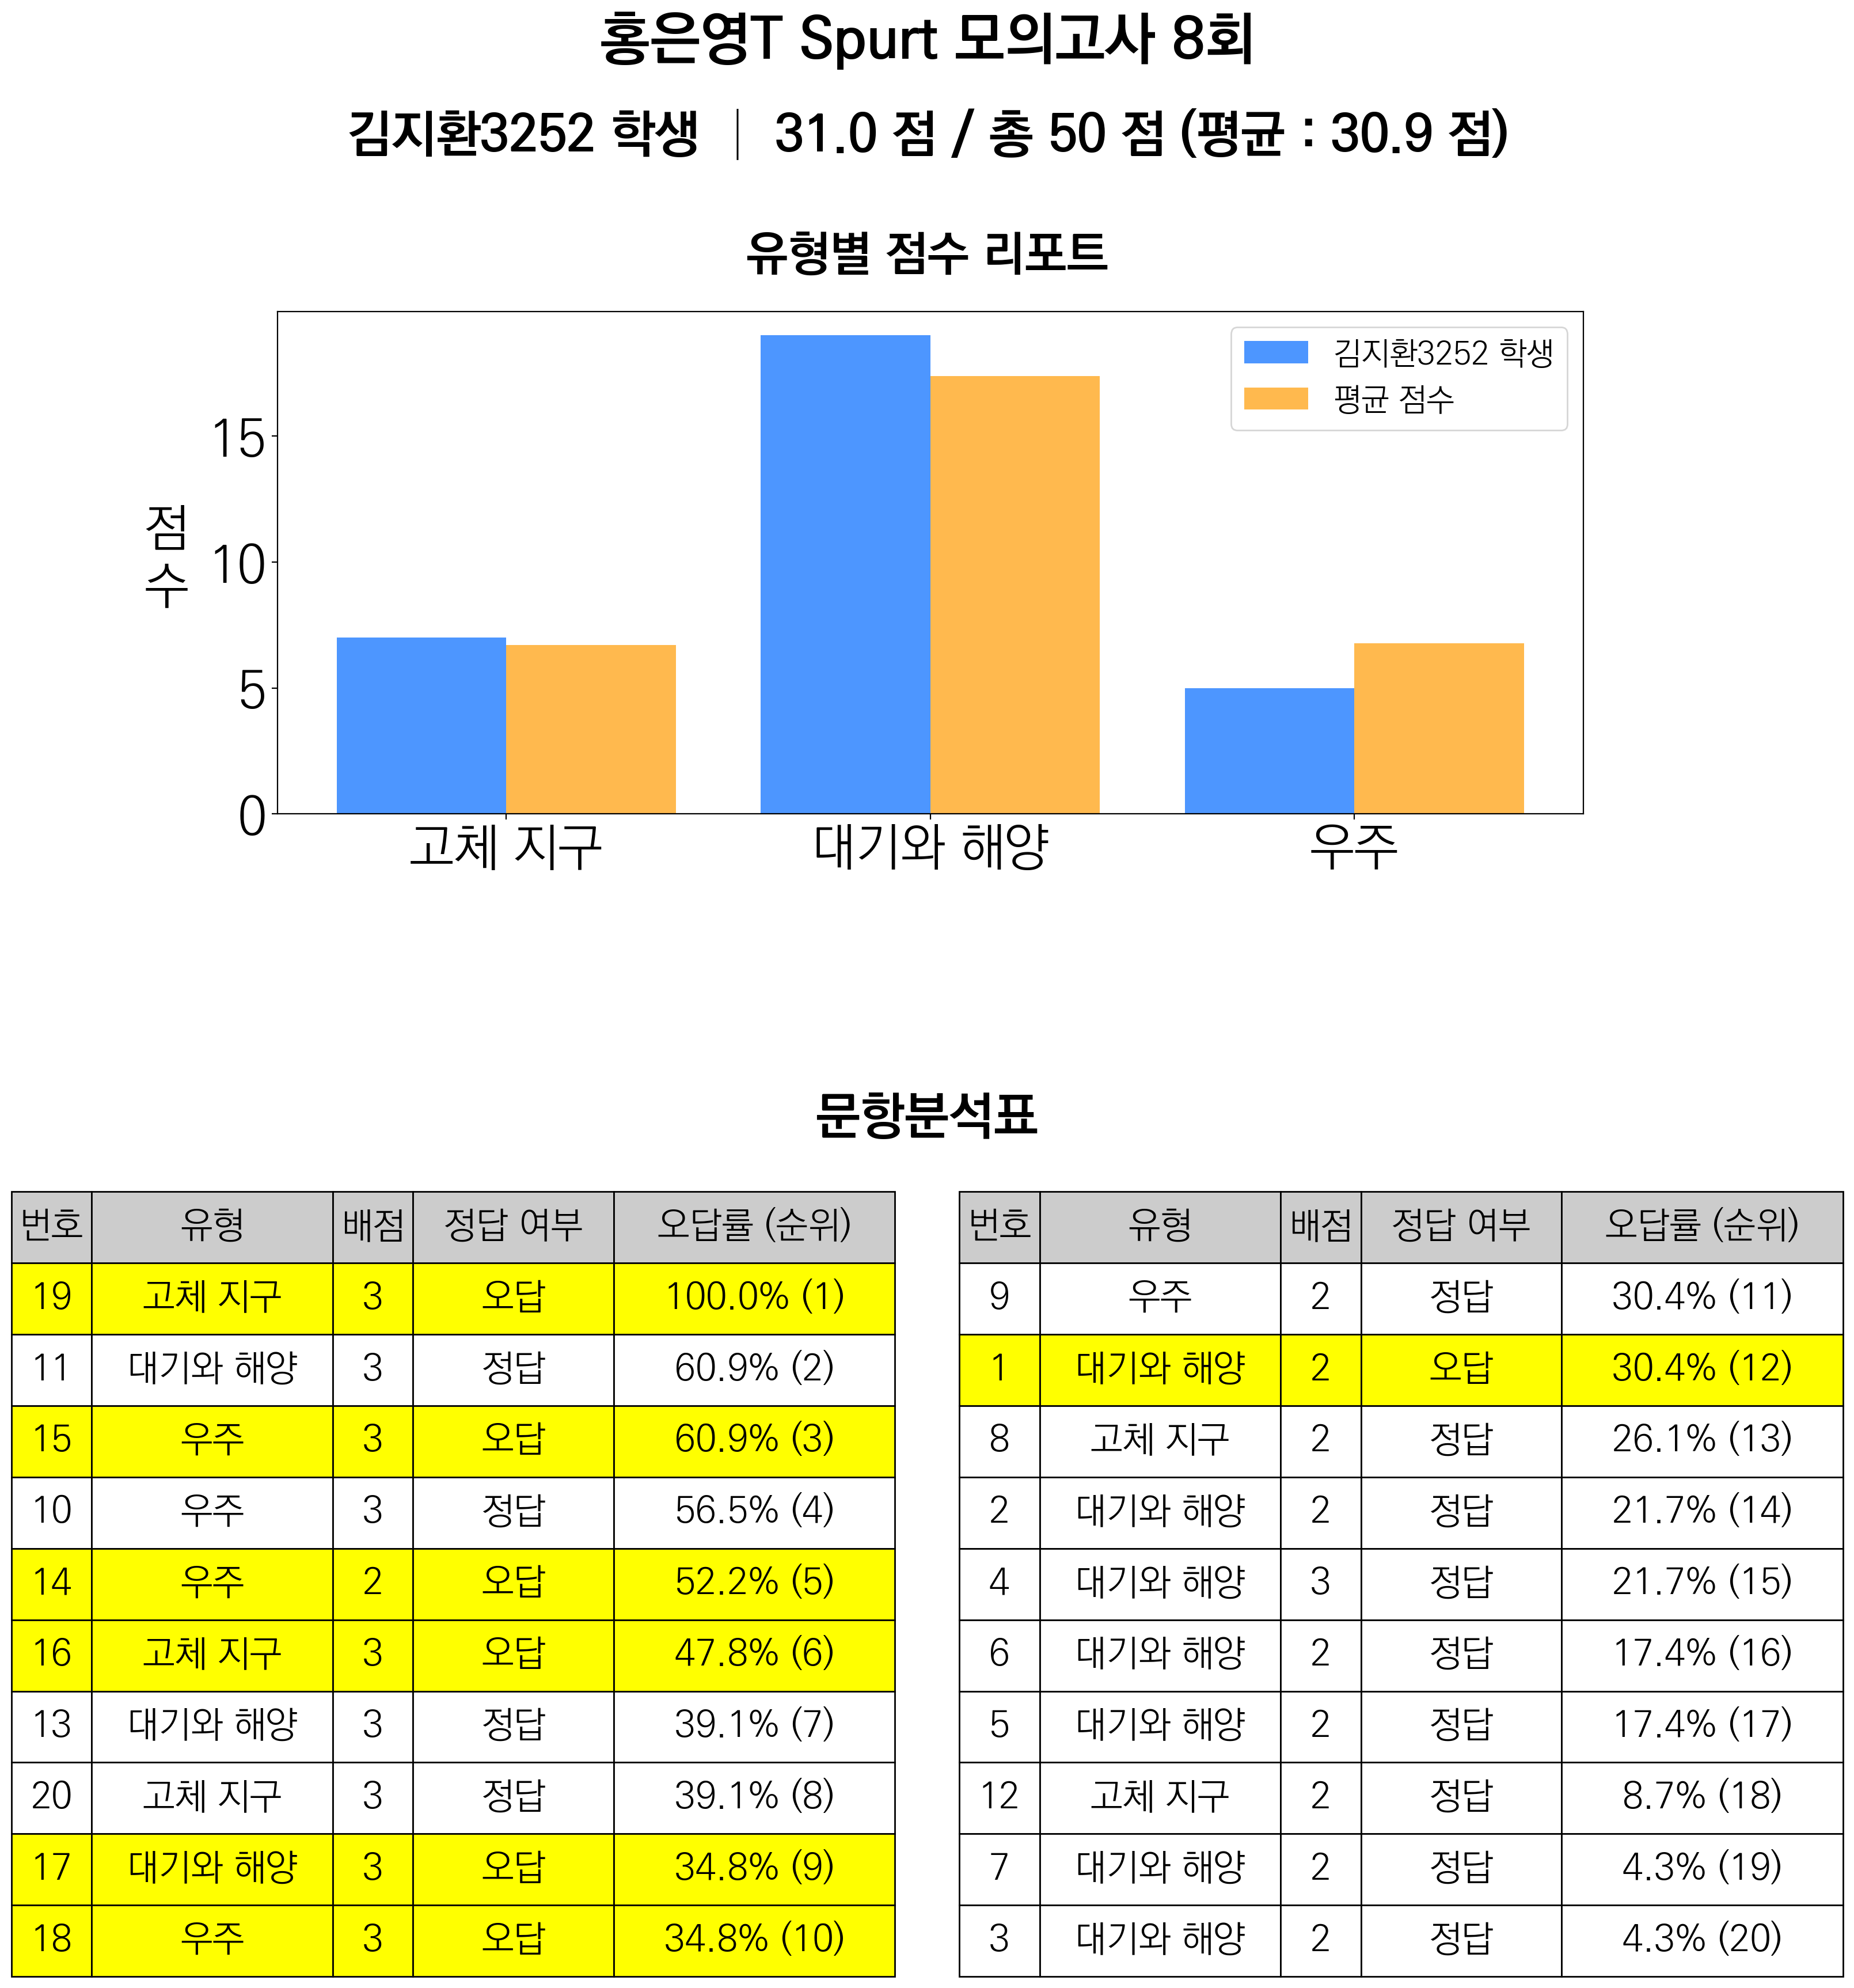 홍은영T Spurt 모의고사 8회
김지환3252 학생 | 31.0 점 / 총 50 점 (평균 : 30.9 점)
유형별 점수 리포트
김지환3252 학생
평균 점수
점수
15
10
5
0
고체 지구 대기와 해양 우주
문항분석표
번호 유형 배점 정답 여부 오답률 (순위)
19 고체 지구 3 오답 100.0% (1)
11 대기와 해양 3 정답 60.9% (2)
15 우주 3 오답 60.9% (3)
10 우주 3 정답 56.5% (4)
14 우주 2 오답 52.2% (5)
16 고체 지구 3 오답 47.8% (6)
13 대기와 해양 3 정답 39.1% (7)
20 고체 지구 3 정답 39.1% (8)
17 대기와 해양 3 오답 34.8% (9)
18 우주 3 오답 34.8% (10)
번호 유형 배점 정답 여부 오답률 (순위)
9 우주 2 정답 30.4% (11)
1 대기와 해양 2 오답 30.4% (12)
8 고체 지구 2 정답 26.1% (13)
2 대기와 해양 2 정답 21.7% (14)
4 대기와 해양 3 정답 21.7% (15)
6 대기와 해양 2 정답 17.4% (16)
5 대기와 해양 2 정답 17.4% (17)
12 고체 지구 2 정답 8.7% (18)
7 대기와 해양 2 정답 4.3% (19)
3 대기와 해양 2 정답 4.3% (20)